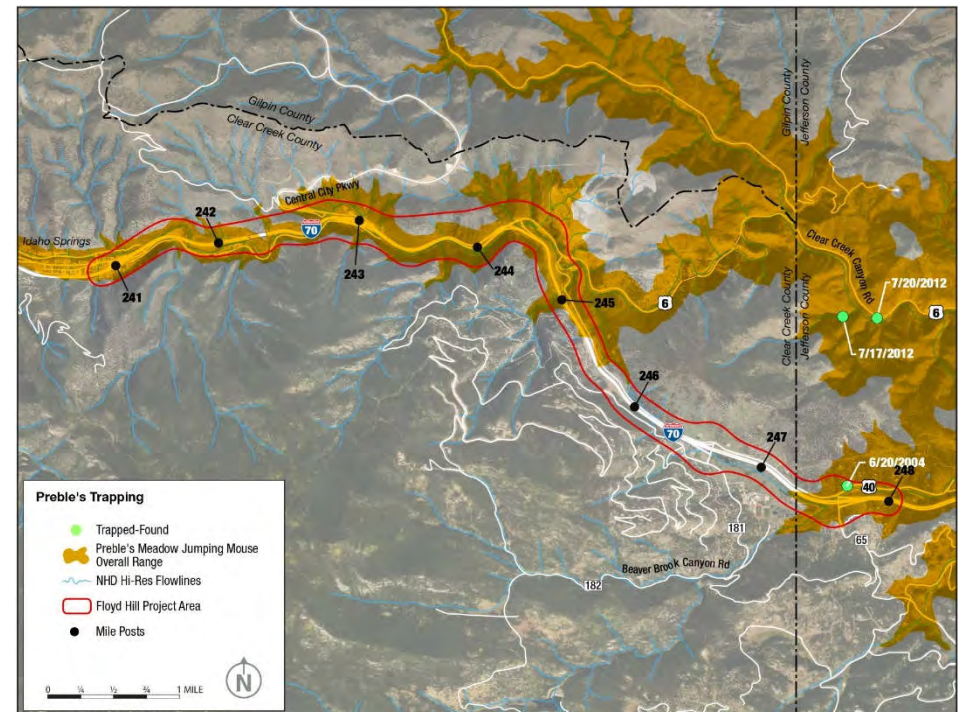 Gilpin County
Clear Creek County
Gilpin County
Jefferson County
Central City Pkwy
Idaho Springs
241
242
70
243
244
245
6
Clear Creek Canyon Rd
7/20/2012
6
7/17/2012
Clear Creek County
Jefferson County
246
70
247
6/20/2004
40
248
181
65
Beaver Brook Canyon Rd
182
Preble's Trapping
Trapped-Found
Preble's Meadow Jumping Mouse
Overall Range
NHD Hi-Res Flowlines
Floyd Hill Project Area
Mile Posts
0 ¼ ½ ¾ 1 MILE
N